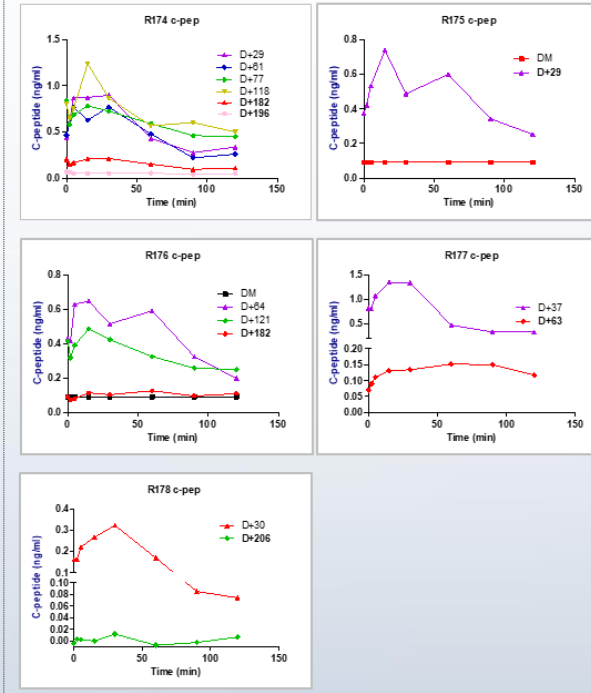 R174 c-pep
C-peptide (ng/ml)
1.5
1.0
0.5
0.0
0
50
100
150
Time (min)
D+29
D+61
D+77
D+118
D+182
D+196
R175 c-pep
C-peptide (ng/ml)
0.8
0.6
0.4
0.2
0.0
0
50
100
150
Time (min)
DM
D+29
R176 c-pep
C-peptide (ng/ml)
0.8
0.6
0.4
0.2
0.0
0
50
100
150
Time (min)
DM
D+64
D+121
D+182
R177 c-pep
C-peptide (ng/ml)
1.5
1.0
0.5
0.20
0.15
0.10
0.05
0.00
0
50
100
150
Time (min)
D+37
D+63
R178 c-pep
C-peptide (ng/ml)
0.4
0.3
0.2
0.1
0.10
0.08
0.06
0.04
0.02
0.00
0
50
100
150
Time (min)
D+30
D+206